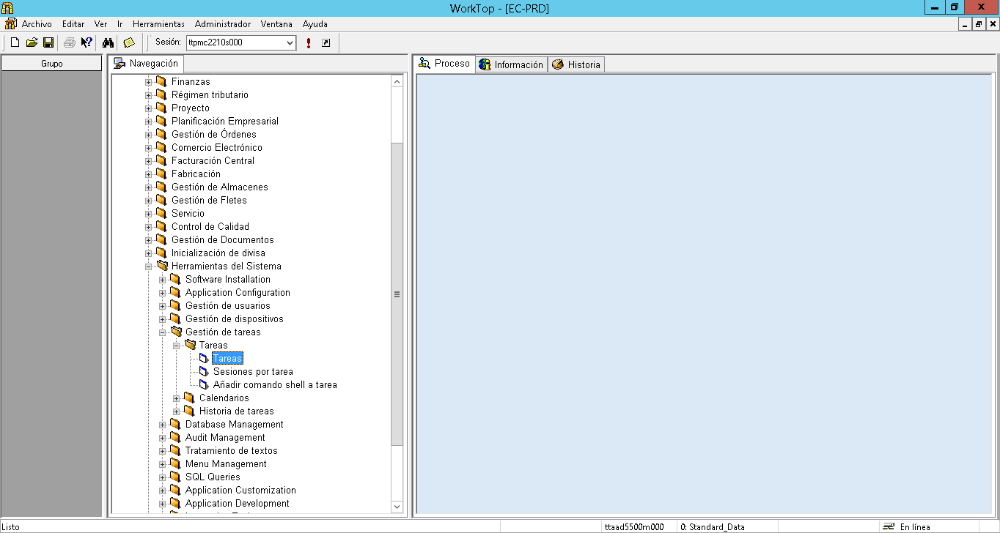 WorkTop - [EC-PRD]
Archivo Editar Ver Ir Herramientas Administrador Ventana Ayuda
Sesión: ttpmc2210s000
Grupo
Navegación
Finanzas
Régimen tributario
Proyecto
Planificación Empresarial
Gestión de Órdenes
Comercio Electrónico
Facturación Central
Fabricación
Gestión de Almacenes
Gestión de Fletes
Servicio
Control de Calidad
Gestión de Documentos
Inicialización de divisa
Herramientas del Sistema
Software Installation
Application Configuration
Gestión de usuarios
Gestión de dispositivos
Gestión de tareas
Tareas
Tareas
Sesiones por tarea
Añadir comando shell a tarea
Calendarios
Historia de tareas
Database Management
Audit Management
Tratamiento de textos
Menu Management
SQL Queries
Application Customization
Application Development
Proceso Información Historia
Listo ttaad5500m000 0: Standard_Data En línea